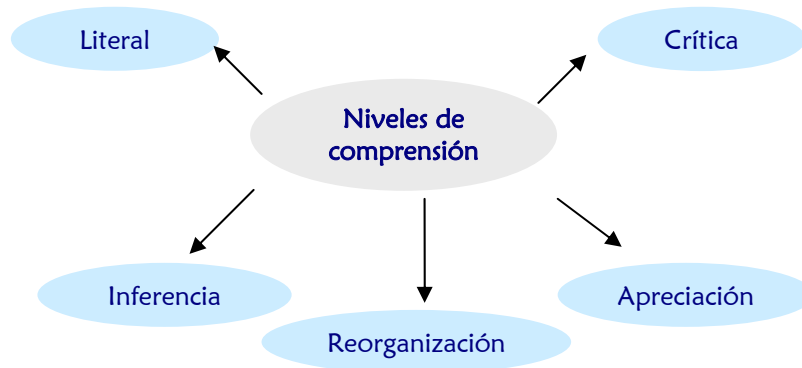 Literal
Crítica
Niveles de
comprensión
Inferencia
Apreciación
Reorganización